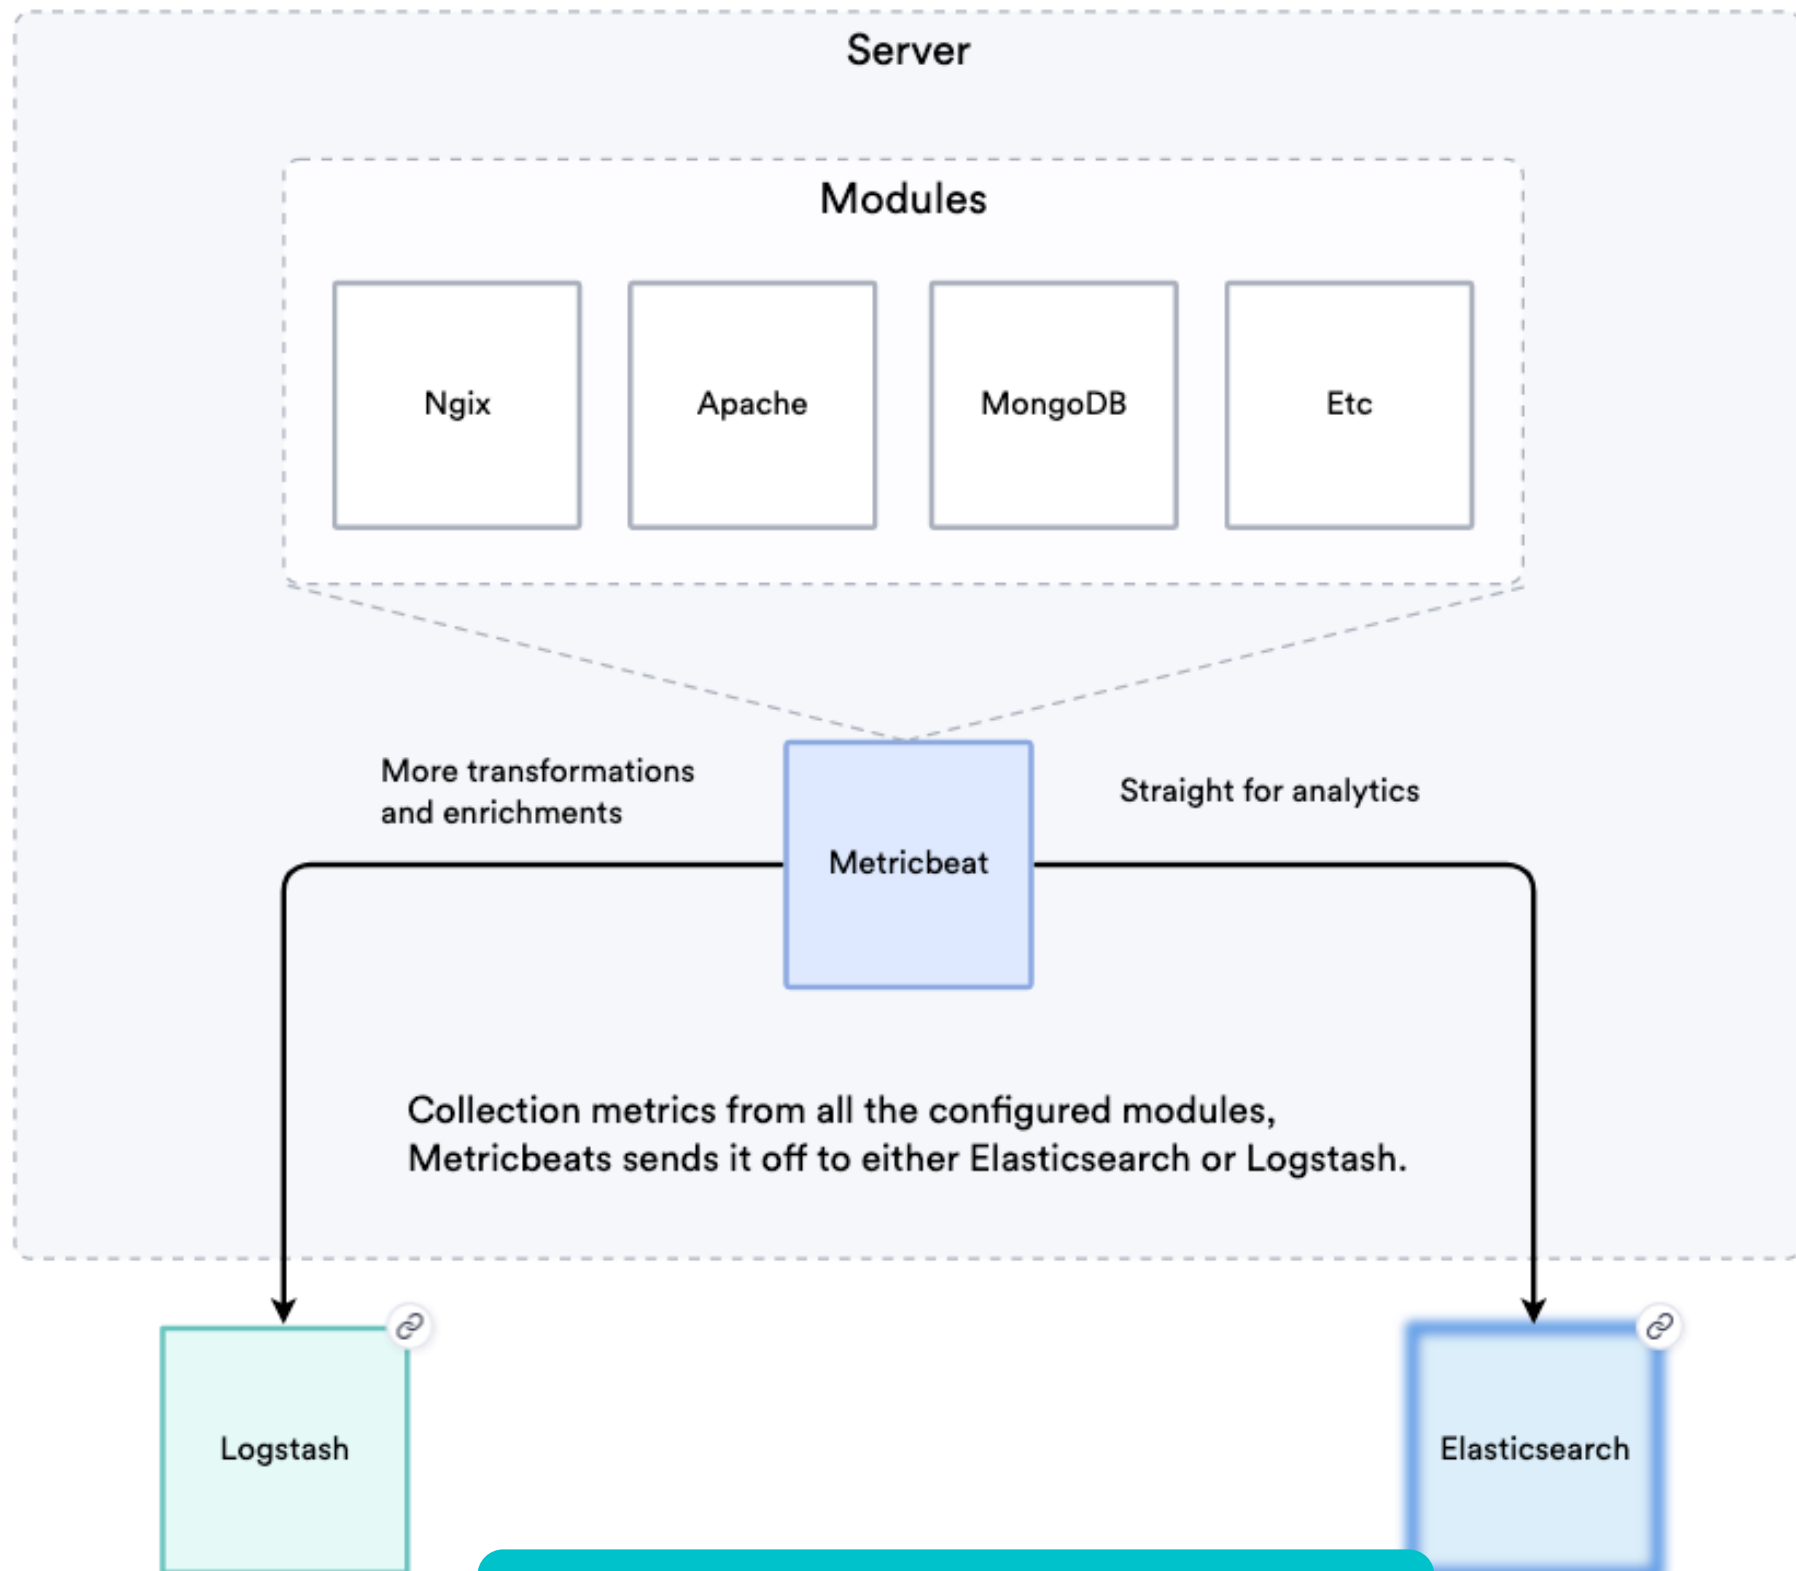 Server
Modules
Ngix
Apache
MongoDB
Etc
More transformations
and enrichments
Straight for analytics
Metricbeat
Collection metrics from all the configured modules,
Metricbeats sends it off to either Elasticsearch or Logstash.
Logstash
Elasticsearch